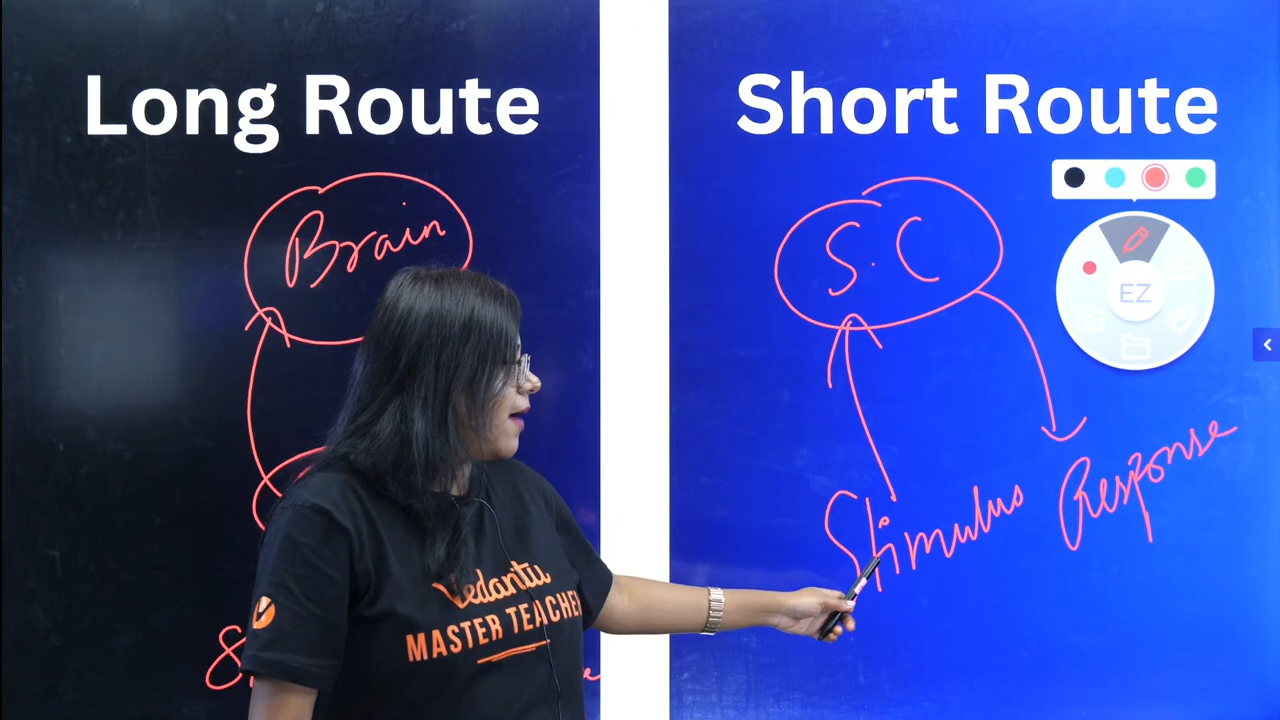 Long Route
Brain
Short Route
S.C
Stimulus
Response
EZ
Vedantu
MASTER TEACHER